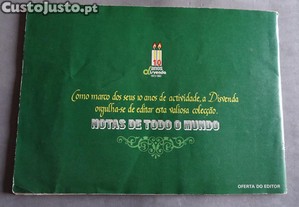 CustoJusto.pt
10
anos
Disvenda
Como marco dos seus 10 anos de actividade, a Disvenda
orgulha-se de editar esta valiosa colecção.
NOTAS DE TODO O MUNDO
OFERTA DO EDITOR